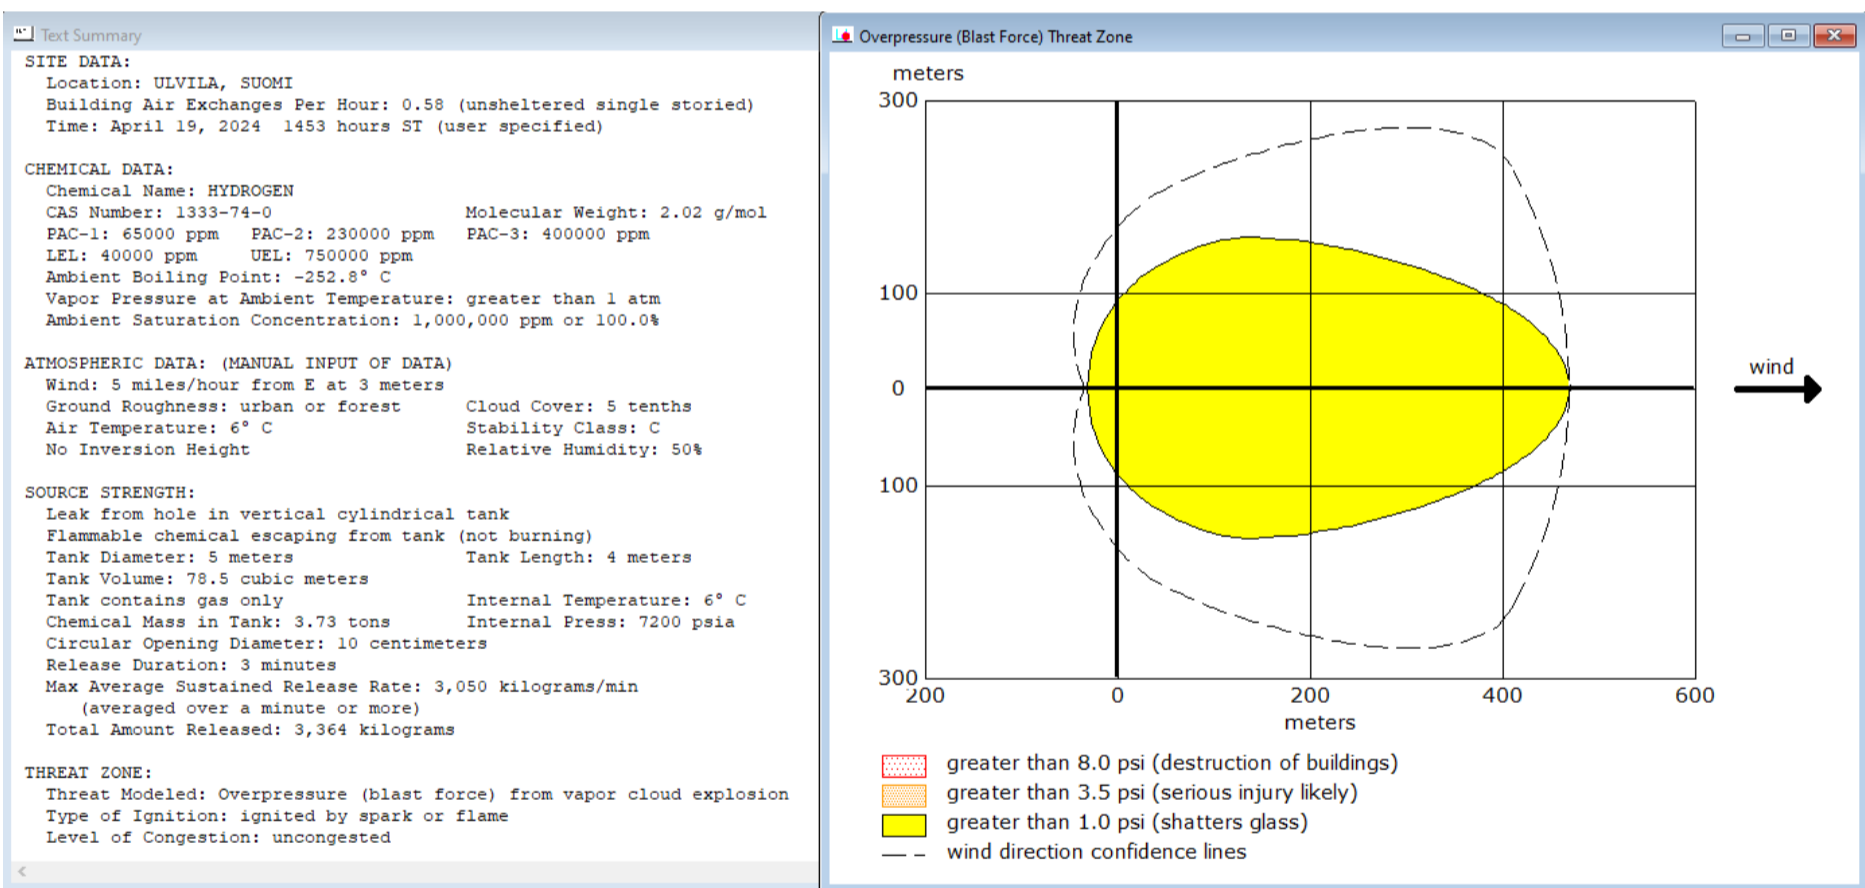 Text Summary
SITE DATA:
Location: ULVILA, SUOMI
Building Air Exchanges Per Hour: 0.58 (unsheltered single storied)
Time: April 19, 2024  1453 hours ST (user specified)
CHEMICAL DATA:
Chemical Name: HYDROGEN
CAS Number: 1333-74-0 Molecular Weight: 2.02 g/mol
PAC-1: 65000 ppm PAC-2: 230000 ppm PAC-3: 400000 ppm
LEL: 40000 ppm UEL: 750000 ppm
Ambient Boiling Point: -252.8° C
Vapor Pressure at Ambient Temperature: greater than 1 atm
Ambient Saturation Concentration: 1,000,000 ppm or 100.0%
ATMOSPHERIC DATA: (MANUAL INPUT OF DATA)
Wind: 5 miles/hour from E at 3 meters
Ground Roughness: urban or forest Cloud Cover: 5 tenths
Air Temperature: 6° C Stability Class: C
No Inversion Height Relative Humidity: 50%
SOURCE STRENGTH:
Leak from hole in vertical cylindrical tank
Flammable chemical escaping from tank (not burning)
Tank Diameter: 5 meters Tank Length: 4 meters
Tank Volume: 78.5 cubic meters
Tank contains gas only Internal Temperature: 6° C
Chemical Mass in Tank: 3.73 tons Internal Press: 7200 psia
Circular Opening Diameter: 10 centimeters
Release Duration: 3 minutes
Max Average Sustained Release Rate: 3,050 kilograms/min
(averaged over a minute or more)
Total Amount Released: 3,364 kilograms
THREAT ZONE:
Threat Modeled: Overpressure (blast force) from vapor cloud explosion
Type of Ignition: ignited by spark or flame
Level of Congestion: uncongested
Overpressure (Blast Force) Threat Zone
meters
300
100
0
100
300
200 0 200 400 600
meters
wind
greater than 8.0 psi (destruction of buildings)
greater than 3.5 psi (serious injury likely)
greater than 1.0 psi (shatters glass)
wind direction confidence lines